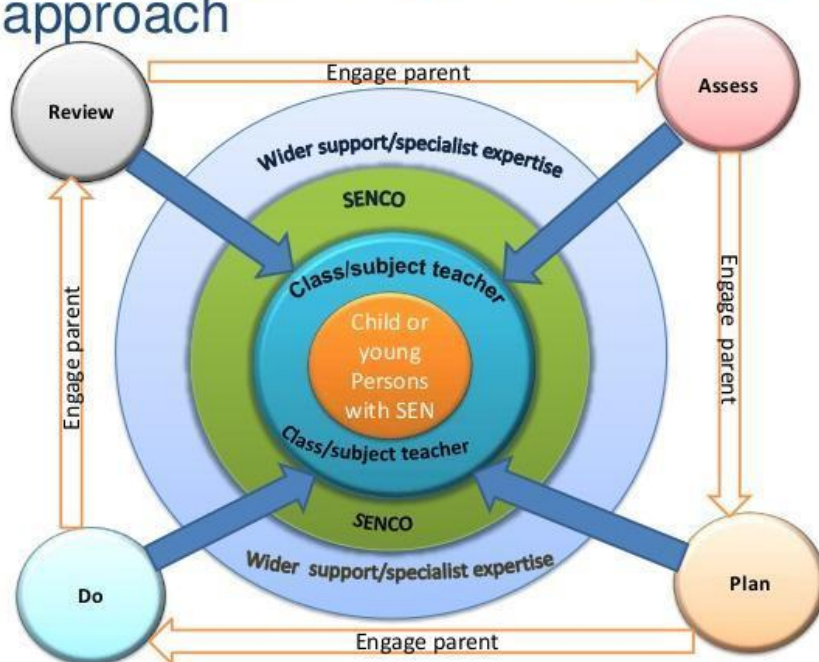 approach
Engage parent
Review
Assess
Wider support/specialist expertise
SENCO
Class/subject teacher
Child or
young
Persons
with SEN
Class/subject teacher
SENCO
Wider support/specialist expertise
Engage parent
Engage parent
Do
Plan
Engage parent